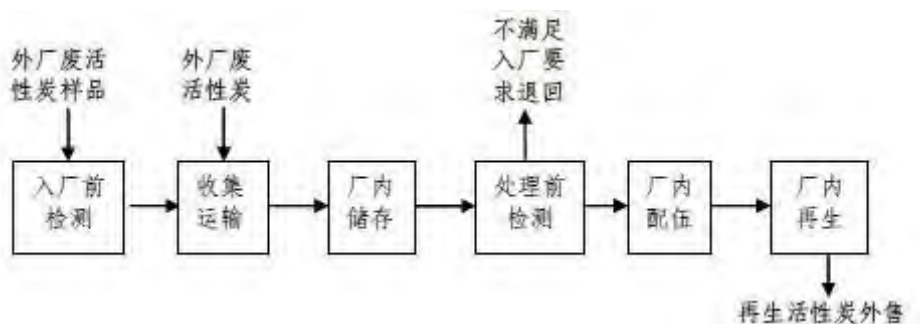 外厂废活
性炭样品
外厂废
活性炭
不满足
入厂要
求退回
入厂前
检测
收集
运输
厂内
储存
处理前
检测
厂内
配伍
厂内
再生
再生活性炭外售